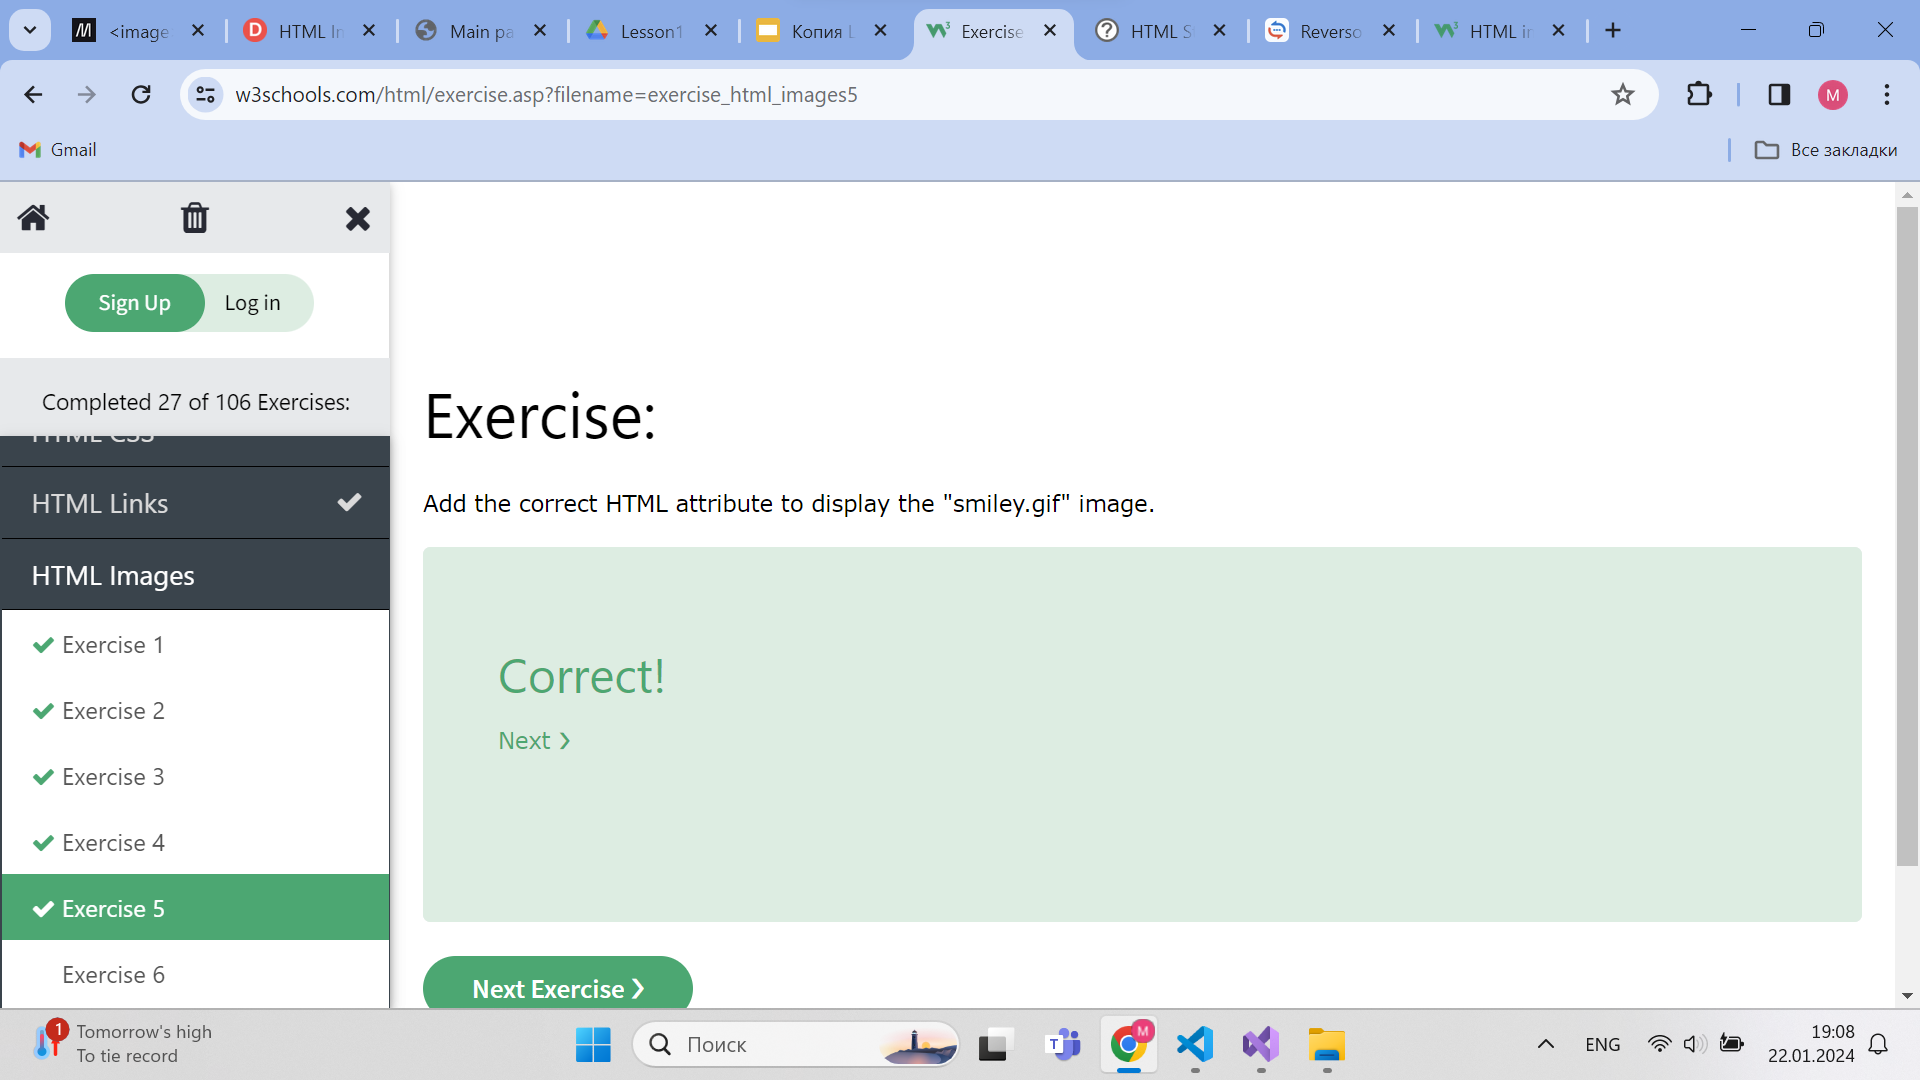 <image
HTML In
Main pa
Lesson1
Копия L
Exercise
HTML S
Reverso
HTML in
w3schools.com/html/exercise.asp?filename=exercise_html_images5
M
Gmail
Все закладки
Sign Up
Log in
Completed 27 of 106 Exercises:
HTML CSS
HTML Links
HTML Images
Exercise 1
Exercise 2
Exercise 3
Exercise 4
Exercise 5
Exercise 6
Exercise:
Add the correct HTML attribute to display the "smiley.gif" image.
Correct!
Next ❯
Next Exercise ❯
1
Tomorrow's high
To tie record
Поиск
M
ENG
19:08
22.01.2024